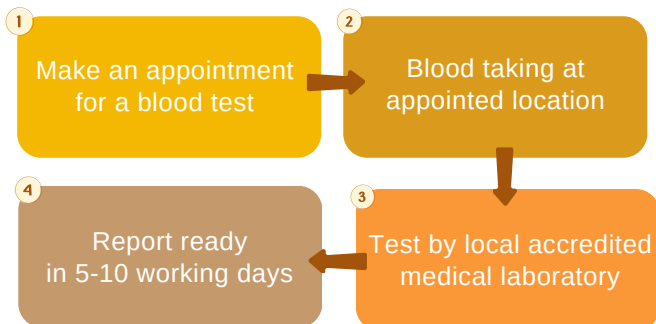 1
Make an appointment
for a blood test
2
Blood taking at
appointed location
3
Test by local accredited
medical laboratory
4
Report ready
in 5-10 working days